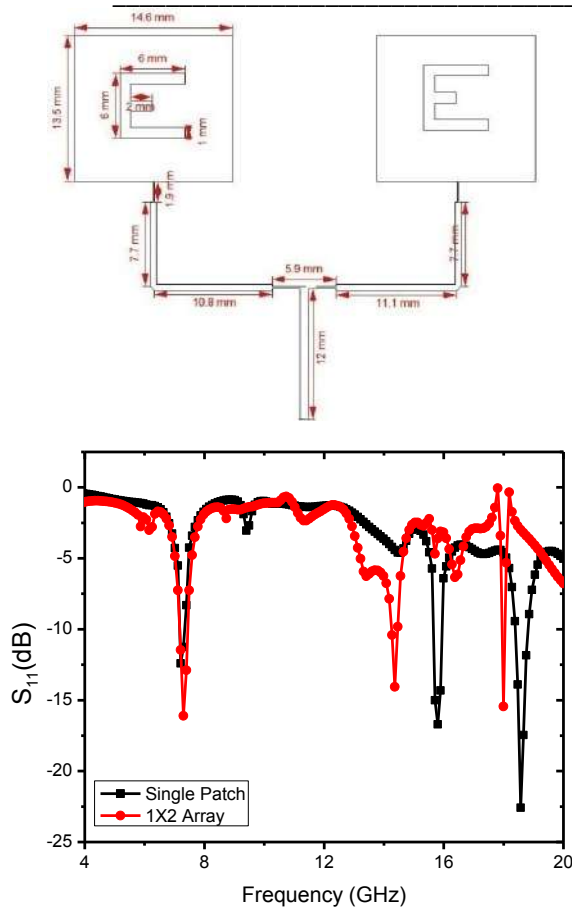 14.6 mm
6 mm
13.5 mm
6 mm
2 mm
1 mm
1.9 mm
7.7 mm
7.7 mm
5.9 mm
10.8 mm
11.1 mm
12 mm
0
-5
-10
-15
-20
-25
S11(dB)
Single Patch
1X2 Array
4
8
12
16
20
Frequency (GHz)